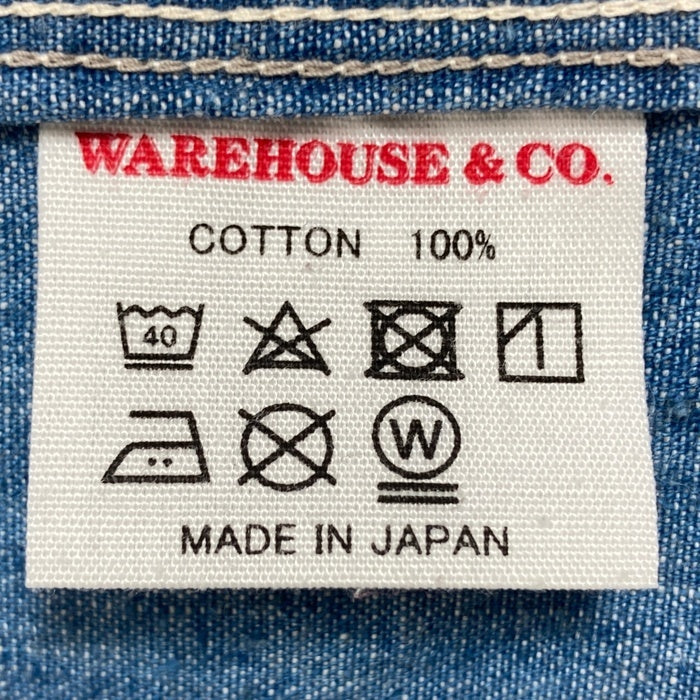 WAREHOUSE & CO.
COTTON 100%
40
W
MADE IN JAPAN